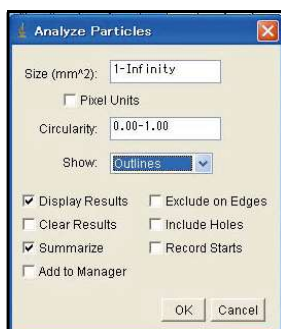 Analyze Particles
Size (mm^2): 1-Infinity
Pixel Units
Circularity: 0.00-1.00
Show: Outlines
Display Results Exclude on Edges
Clear Results Include Holes
Summarize Record Starts
Add to Manager
OK Cancel